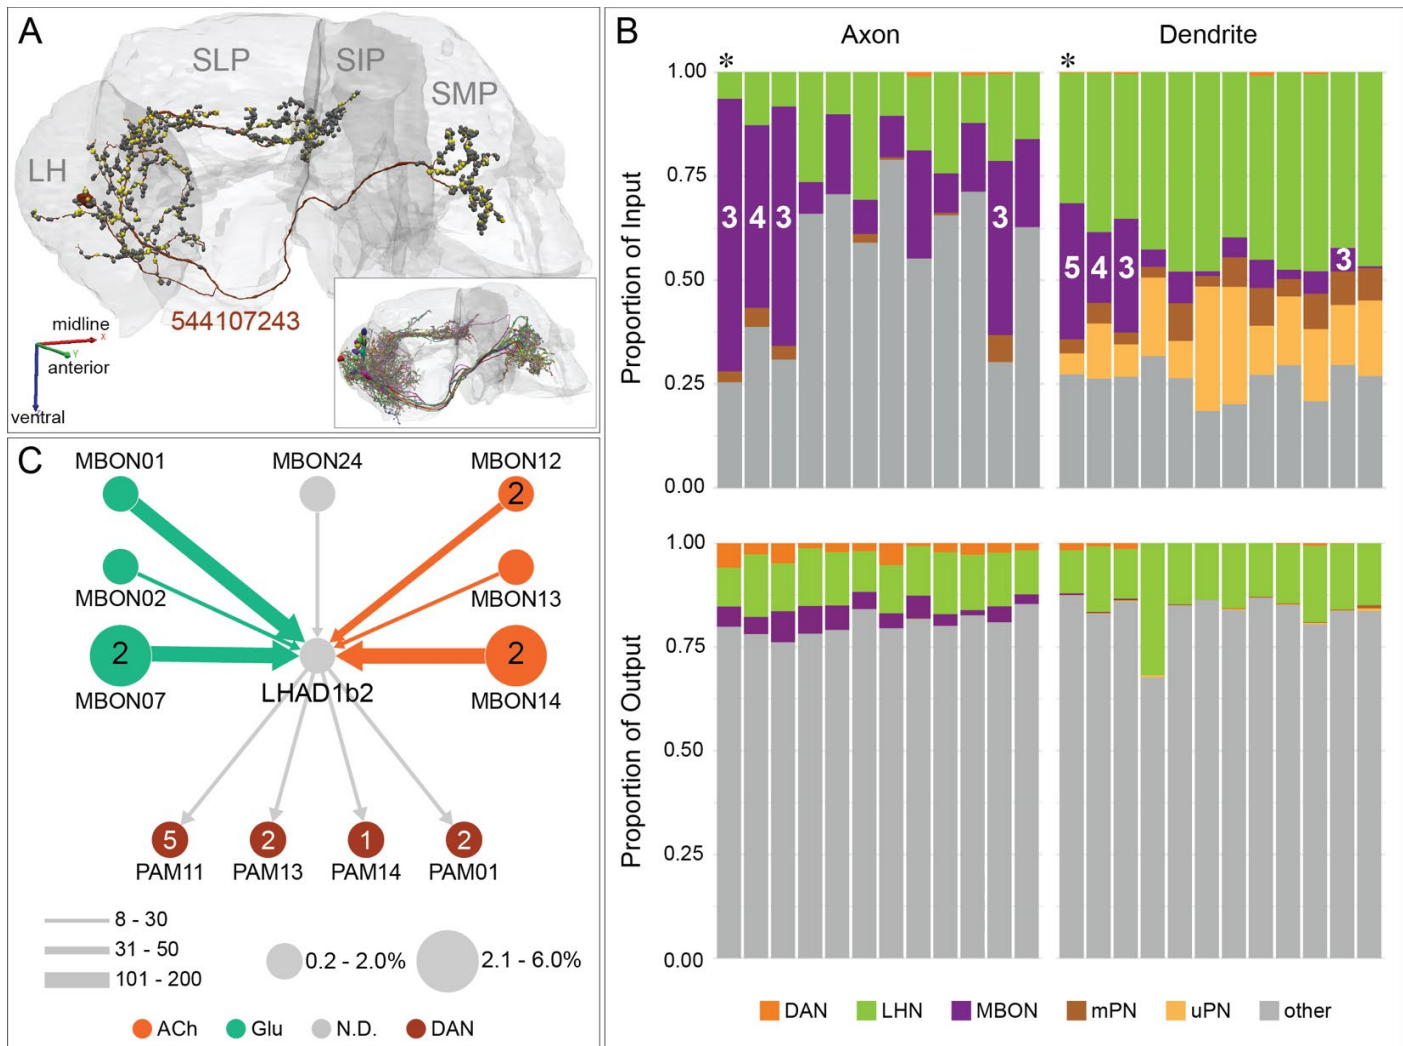 A
SLP
SIP
SMP
LH
544107243
midline
X
Y
anterior
ventral
B
Axon
Dendrite
*
*
1.00
0.75
0.50
0.25
0.00
Proportion of Input
3
4
3
3
5
4
3
3
1.00
0.75
0.50
0.25
0.00
Proportion of Output
DAN
LHN
MBON
mPN
uPN
other
C
MBON01
MBON24
MBON12
2
MBON02
MBON13
2
2
MBON07
LHAD1b2
MBON14
5
2
1
2
PAM11
PAM13
PAM14
PAM01
8 - 30
31 - 50
101 - 200
0.2 - 2.0%
2.1 - 6.0%
ACh
Glu
N.D.
DAN